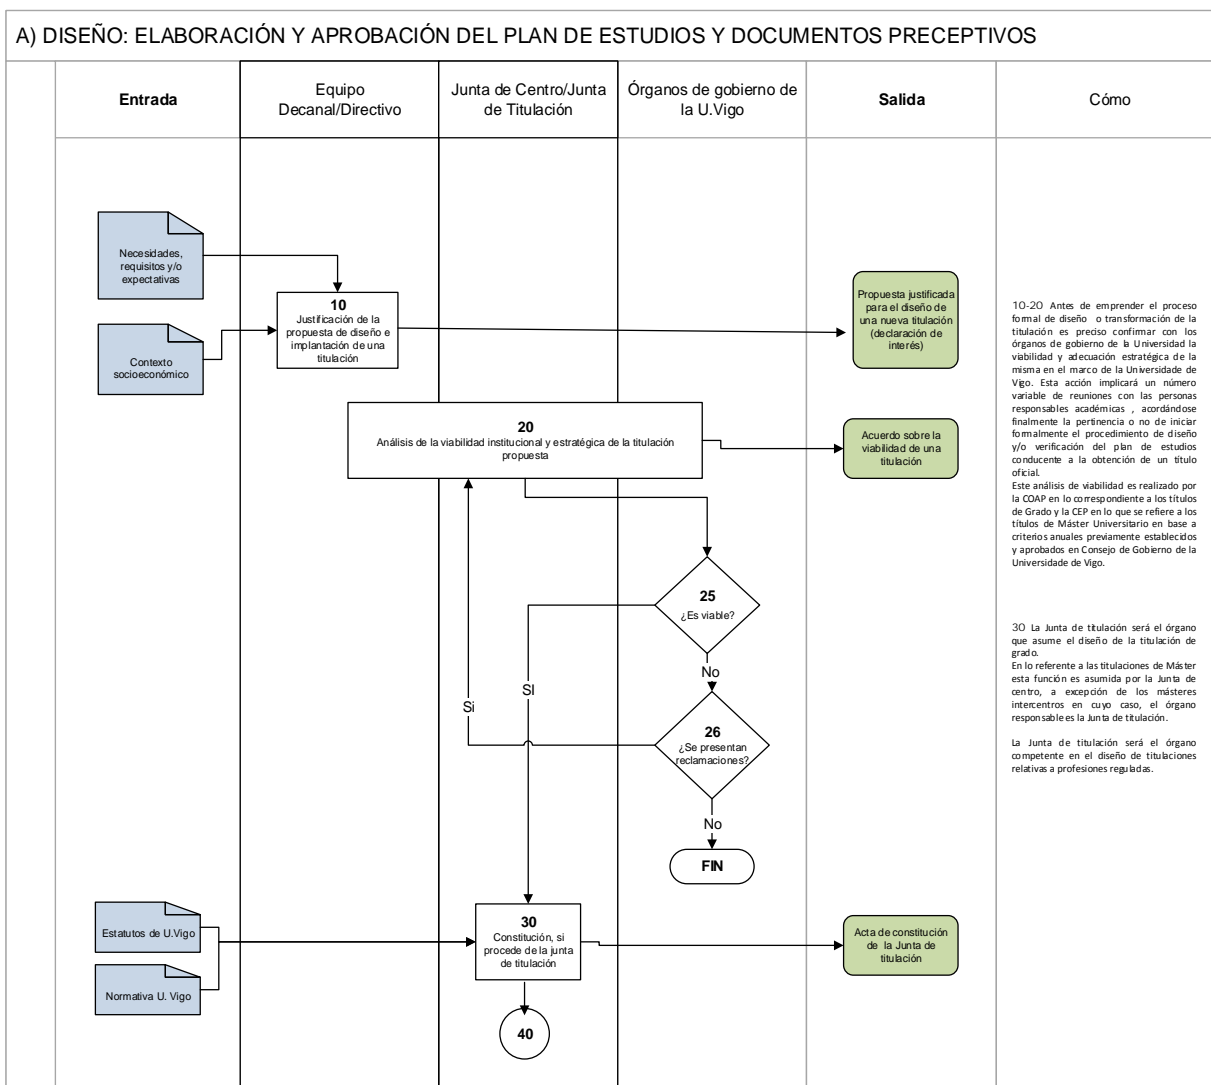 A) DISEÑO: ELABORACIÓN Y APROBACIÓN DEL PLAN DE ESTUDIOS Y DOCUMENTOS PRECEPTIVOS
Entrada
Equipo
Decanal/Directivo
Junta de Centro/Junta
de Titulación
Órganos de gobierno de
la U.Vigo
Salida
Cómo
Necesidades,
requisitos y/o
expectativas
Contexto
socioeconómico
10
Justificación de la
propuesta de diseño e
implantación de una
titulación
Propuesta justificada
para el diseño de
una nueva titulación
(declaración de
interés)
20
Análisis de la viabilidad institucional y estratégica de la titulación
propuesta
Acuerdo sobre la
viabilidad de una
titulación
25
¿Es viable?
No
SI
Si
26
¿Se presentan
reclamaciones?
No
FIN
Estatutos de U.Vigo
Normativa U. Vigo
30
Constitución, si
procede de la junta
de titulación
Acta de constitución
de la Junta de
titulación
40
10-20 Antes de emprender el proceso
formal de diseño o transformación de la
titulación es preciso confirmar con los
órganos de gobierno de la Universidad la
viabilidad y adecuación estratégica de la
misma en el marco de la Universidade de
Vigo. Esta acción implicará un número
variable de reuniones con las personas
responsables académicas , acordándose
finalmente la pertinencia o no de iniciar
formalmente el procedimiento de diseño
y/o verificación del plan de estudios
conducente a la obtención de un título
oficial.
Este análisis de viabilidad es realizado por
la COAP en lo correspondiente a los títulos
de Grado y la CEP en lo que se refiere a los
títulos de Máster Universitario en base a
criterios anuales previamente establecidos
y aprobados en Consejo de Gobierno de la
Universidade de Vigo.
30 La Junta de titulación será el órgano
que asume el diseño de la titulación de
grado.
En lo referente a las titulaciones de Máster
esta función es asumida por la Junta de
centro, a excepción de los másteres
intercentros en cuyo caso, el órgano
responsable es la Junta de titulación.
La Junta de titulación será el órgano
competente en el diseño de titulaciones
relativas a profesiones reguladas.